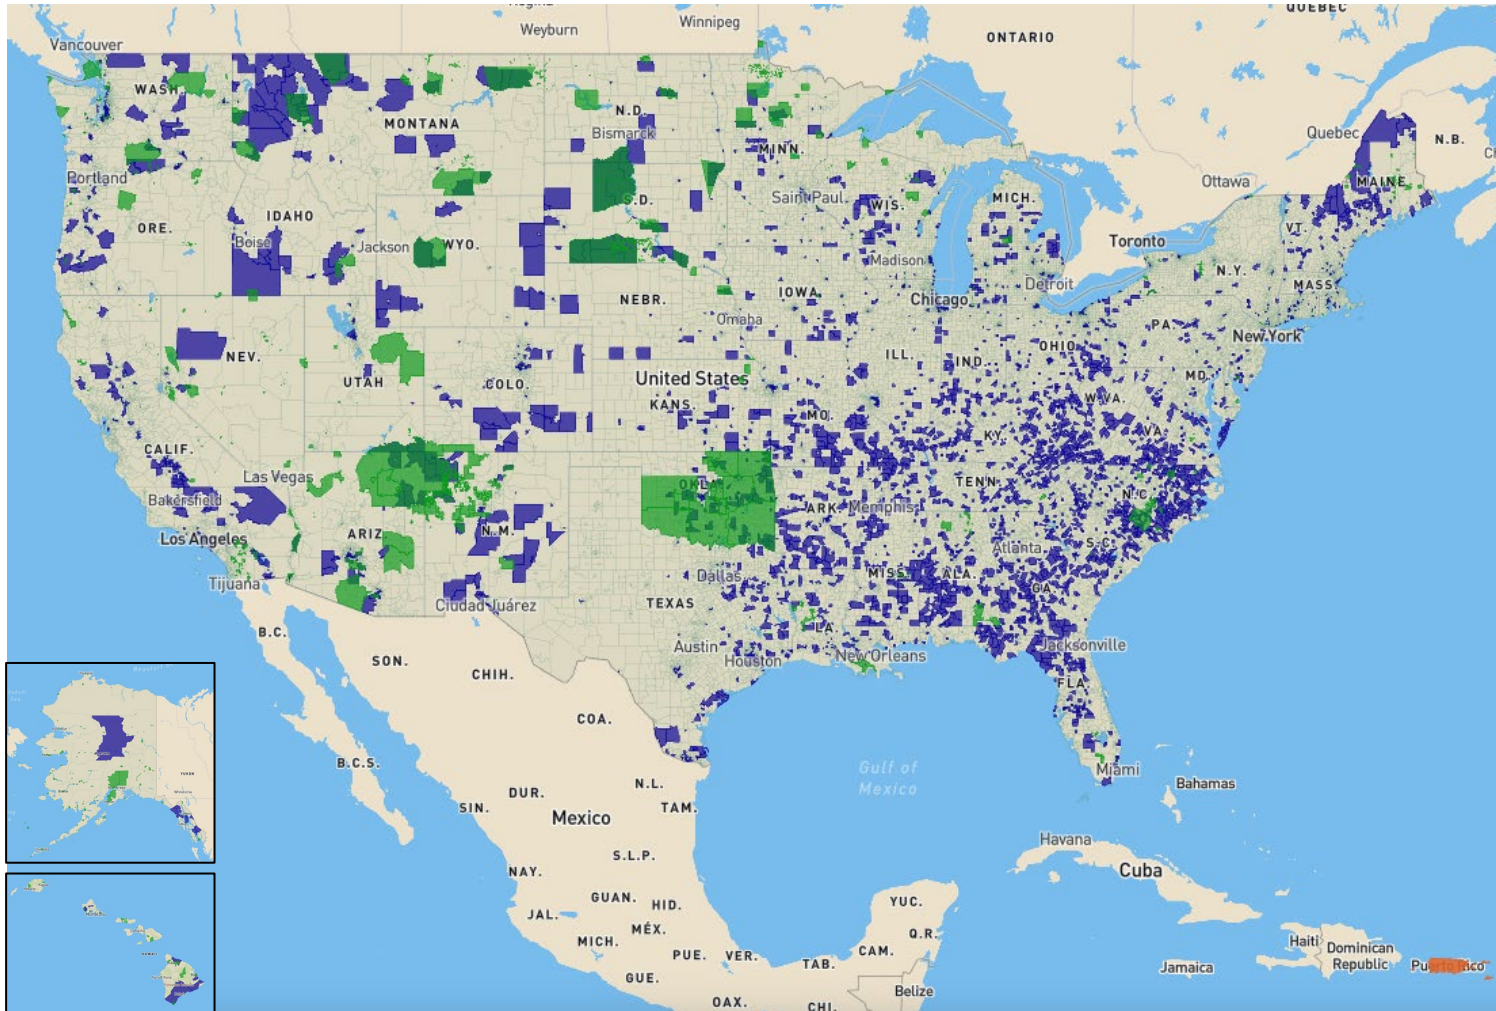 QUEBEC
Winnipeg
Weyburn
ONTARIO
Vancouver
WASH.
MONTANA
N.D.
Bismarck
MINN.
Quebec
N.B.
Portland
Ottawa
MAINE
ORE.
IDAHO
Boise
Jackson
WYO.
S.D.
Saint Paul
WIS.
MICH.
Toronto
VT.
Madison
N.Y.
MASS.
NEBR.
IOWA
Chicago
Detroit
Omaha
PA.
New York
NEV.
UTAH
COLO.
United States
KANS.
ILL.
IND.
OHIO
MD.
MO.
W.VA.
KY.
VA.
CALIF.
Las Vegas
Bakersfield
OKLA.
TENN.
N.C.
Los Angeles
ARIZ.
N.M.
ARK.
Memphis
Atlanta
S.C.
Tijuana
Dallas
MISS.
ALA.
GA.
Ciudad Juárez
TEXAS
LA.
B.C.
SON.
CHIH.
Austin
Houston
New Orleans
Jacksonville
FLA.
COA.
B.C.S.
Gulf of
Mexico
Miami
Bahamas
N.L.
DUR.
SIN.
TAM.
Mexico
Havana
Cuba
S.L.P.
NAY.
GUAN.
HID.
YUC.
JAL.
MÉX.
Q.R.
MICH.
PUE.
VER.
CAM.
TAB.
GUE.
Haiti
Dominican
Republic
Jamaica
Puerto Rico
Belize
OAX.
CHI.